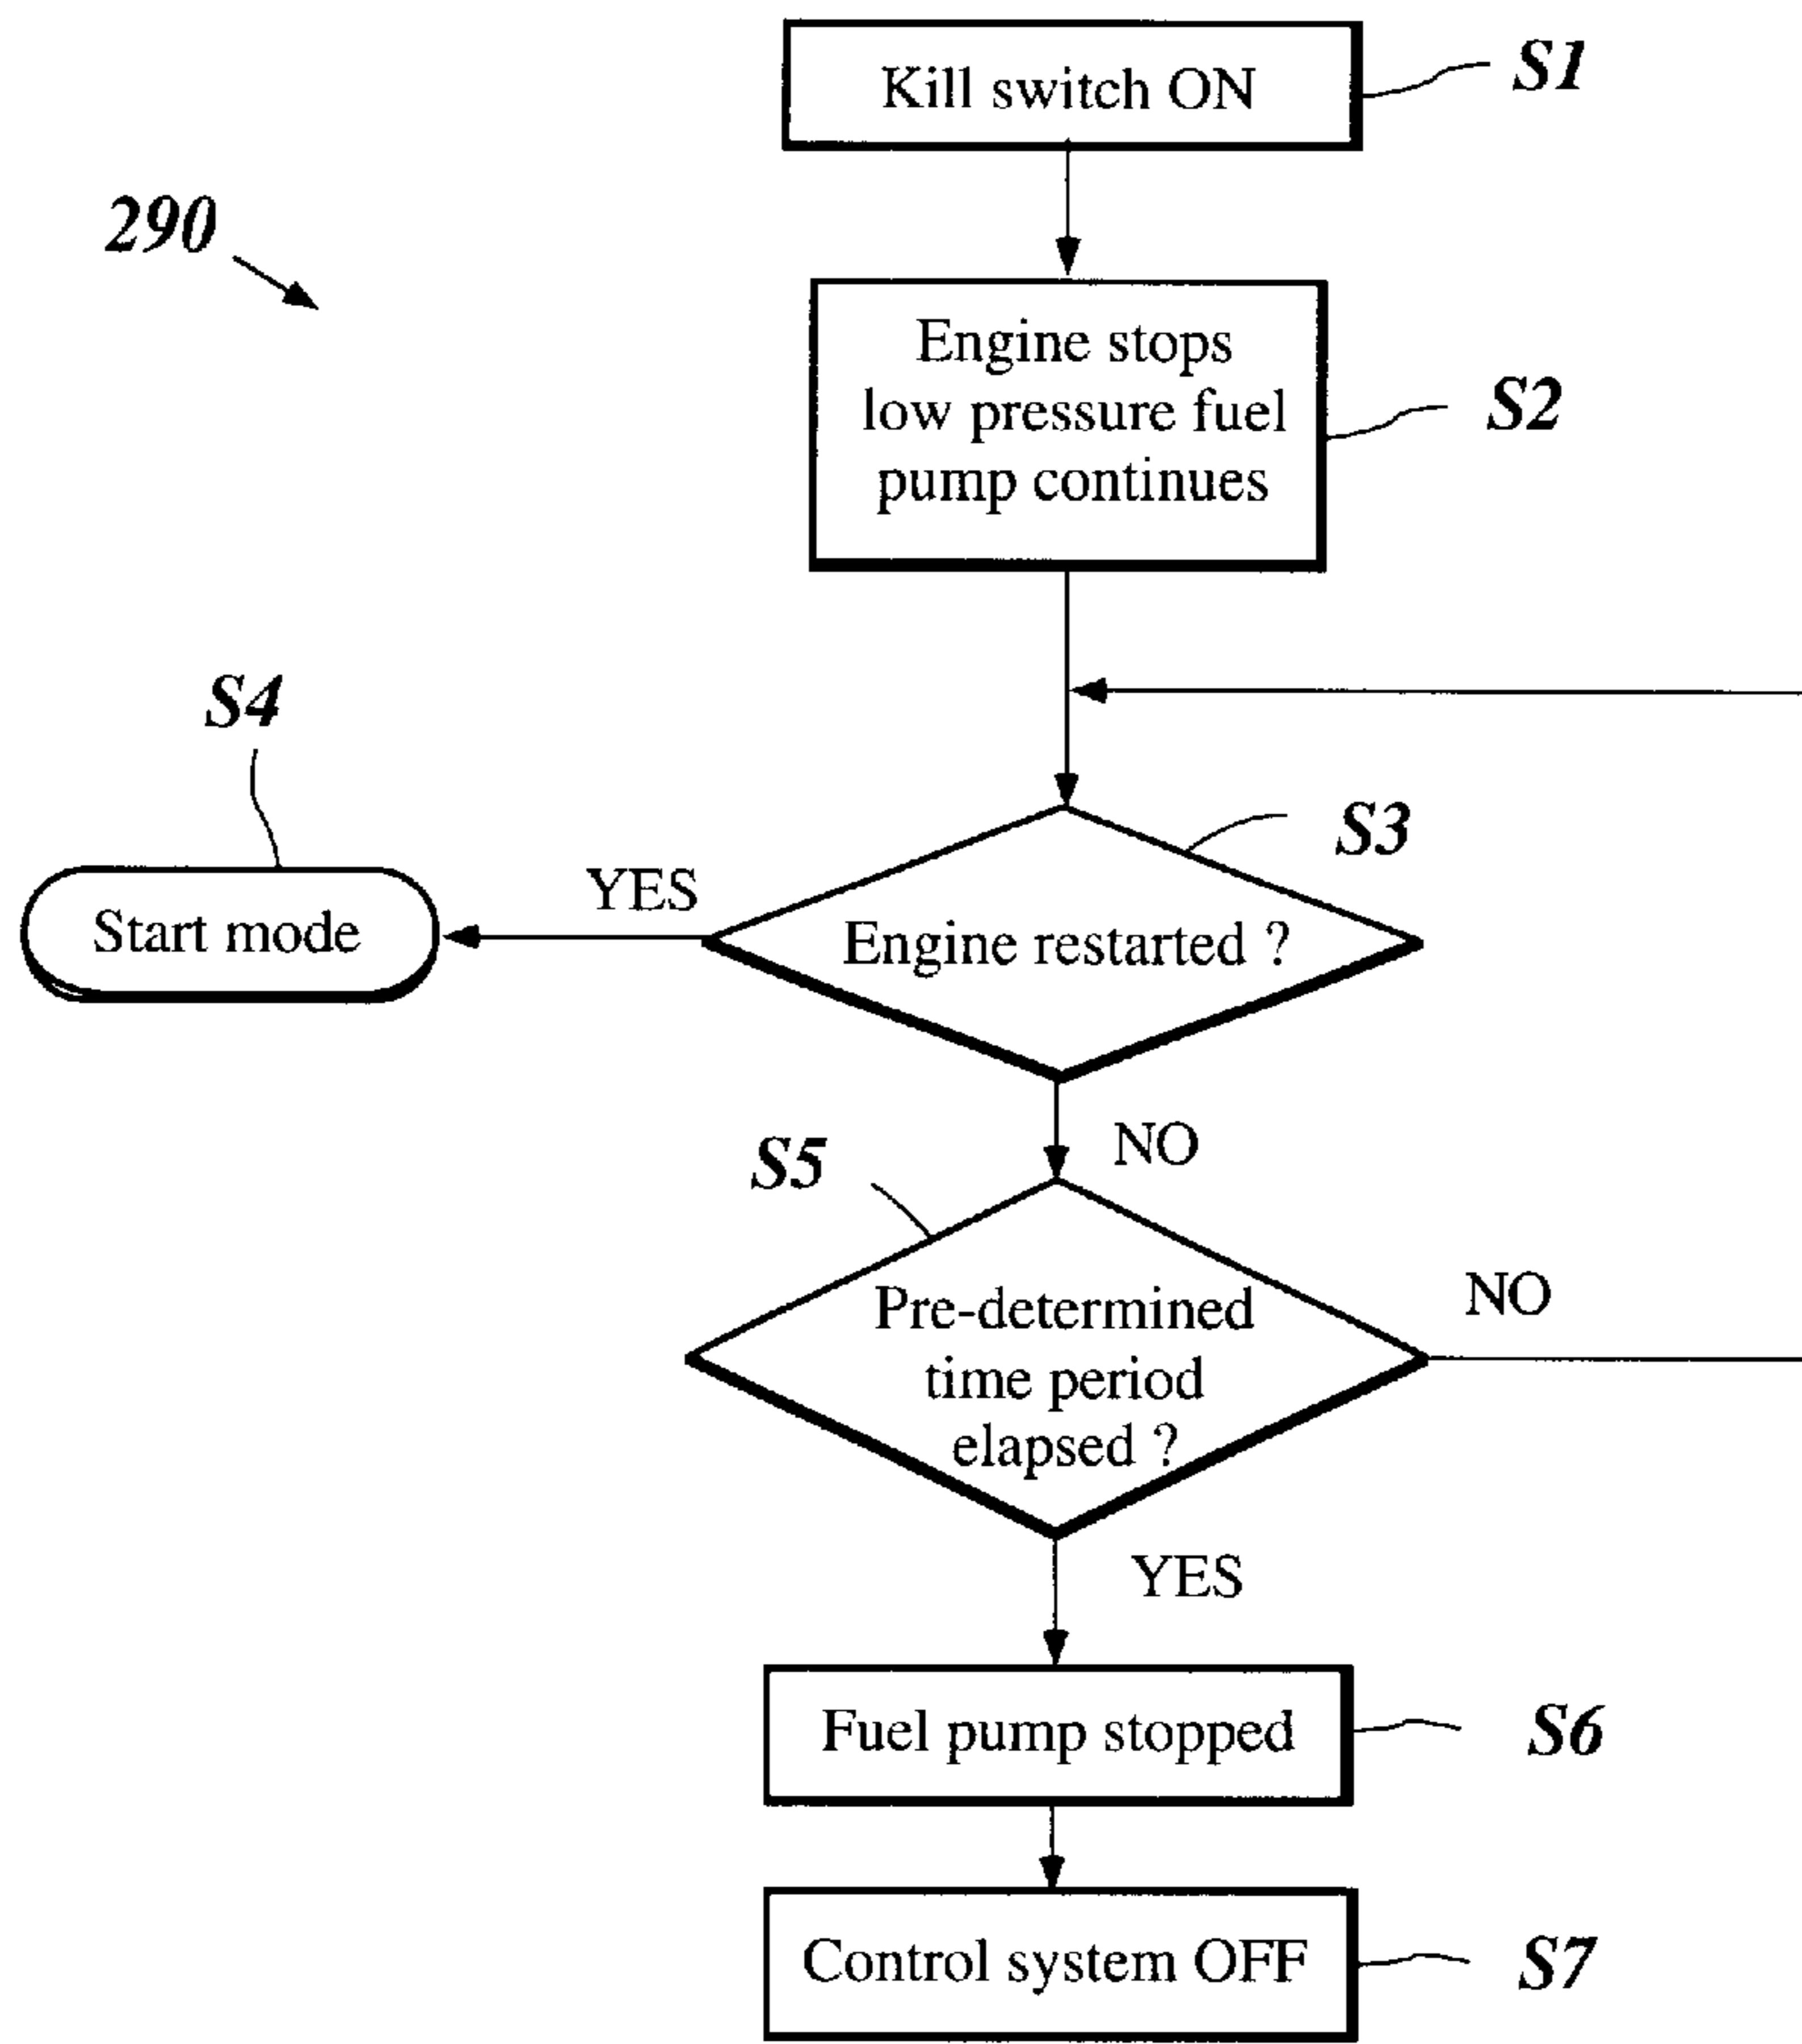 Kill switch ON
S1
290
Engine stops
low pressure fuel
pump continues
S2
S4
S3
YES
Start mode
Engine restarted ?
NO
S5
Pre-determined
time period
elapsed ?
NO
YES
Fuel pump stopped
S6
Control system OFF
S7